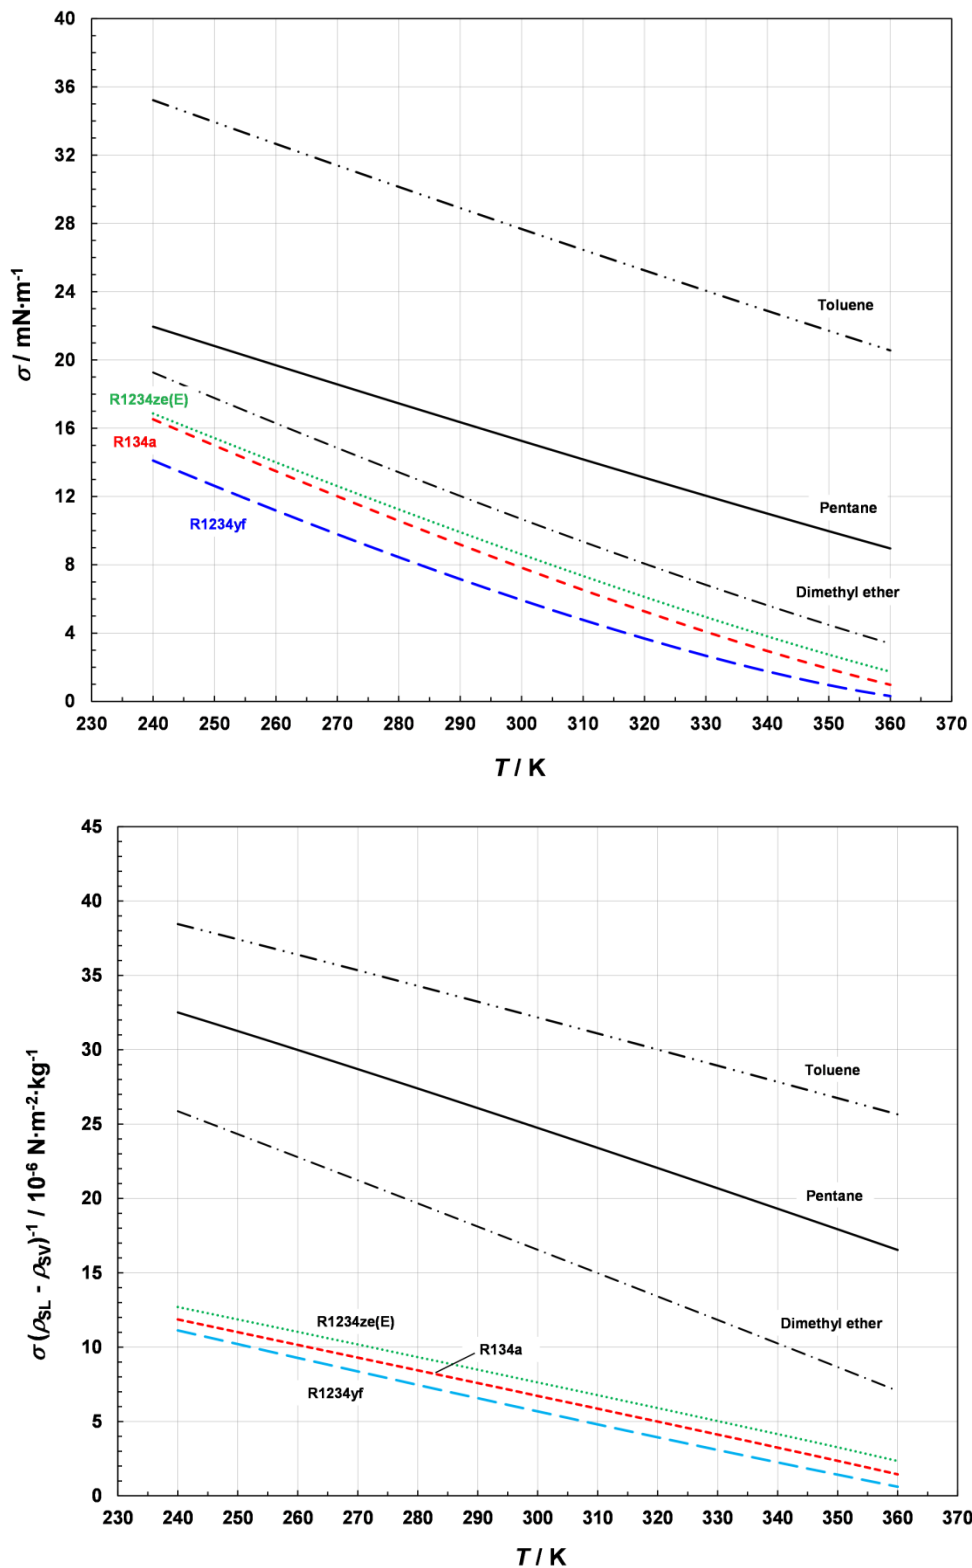 40
36
32
28
24
20
16
12
8
4
0
σ / mN·m-1
Toluene
R1234ze(E)
R134a
R1234yf
Pentane
Dimethyl ether
230 240 250 260 270 280 290 300 310 320 330 340 350 360 370
T / K
45
40
35
30
25
20
15
10
5
0
σ (ρSL - ρSV)-1 / 10-6 N·m-2·kg-1
Toluene
Pentane
R1234ze(E)
Dimethyl ether
R134a
R1234yf
230 240 250 260 270 280 290 300 310 320 330 340 350 360 370
T / K